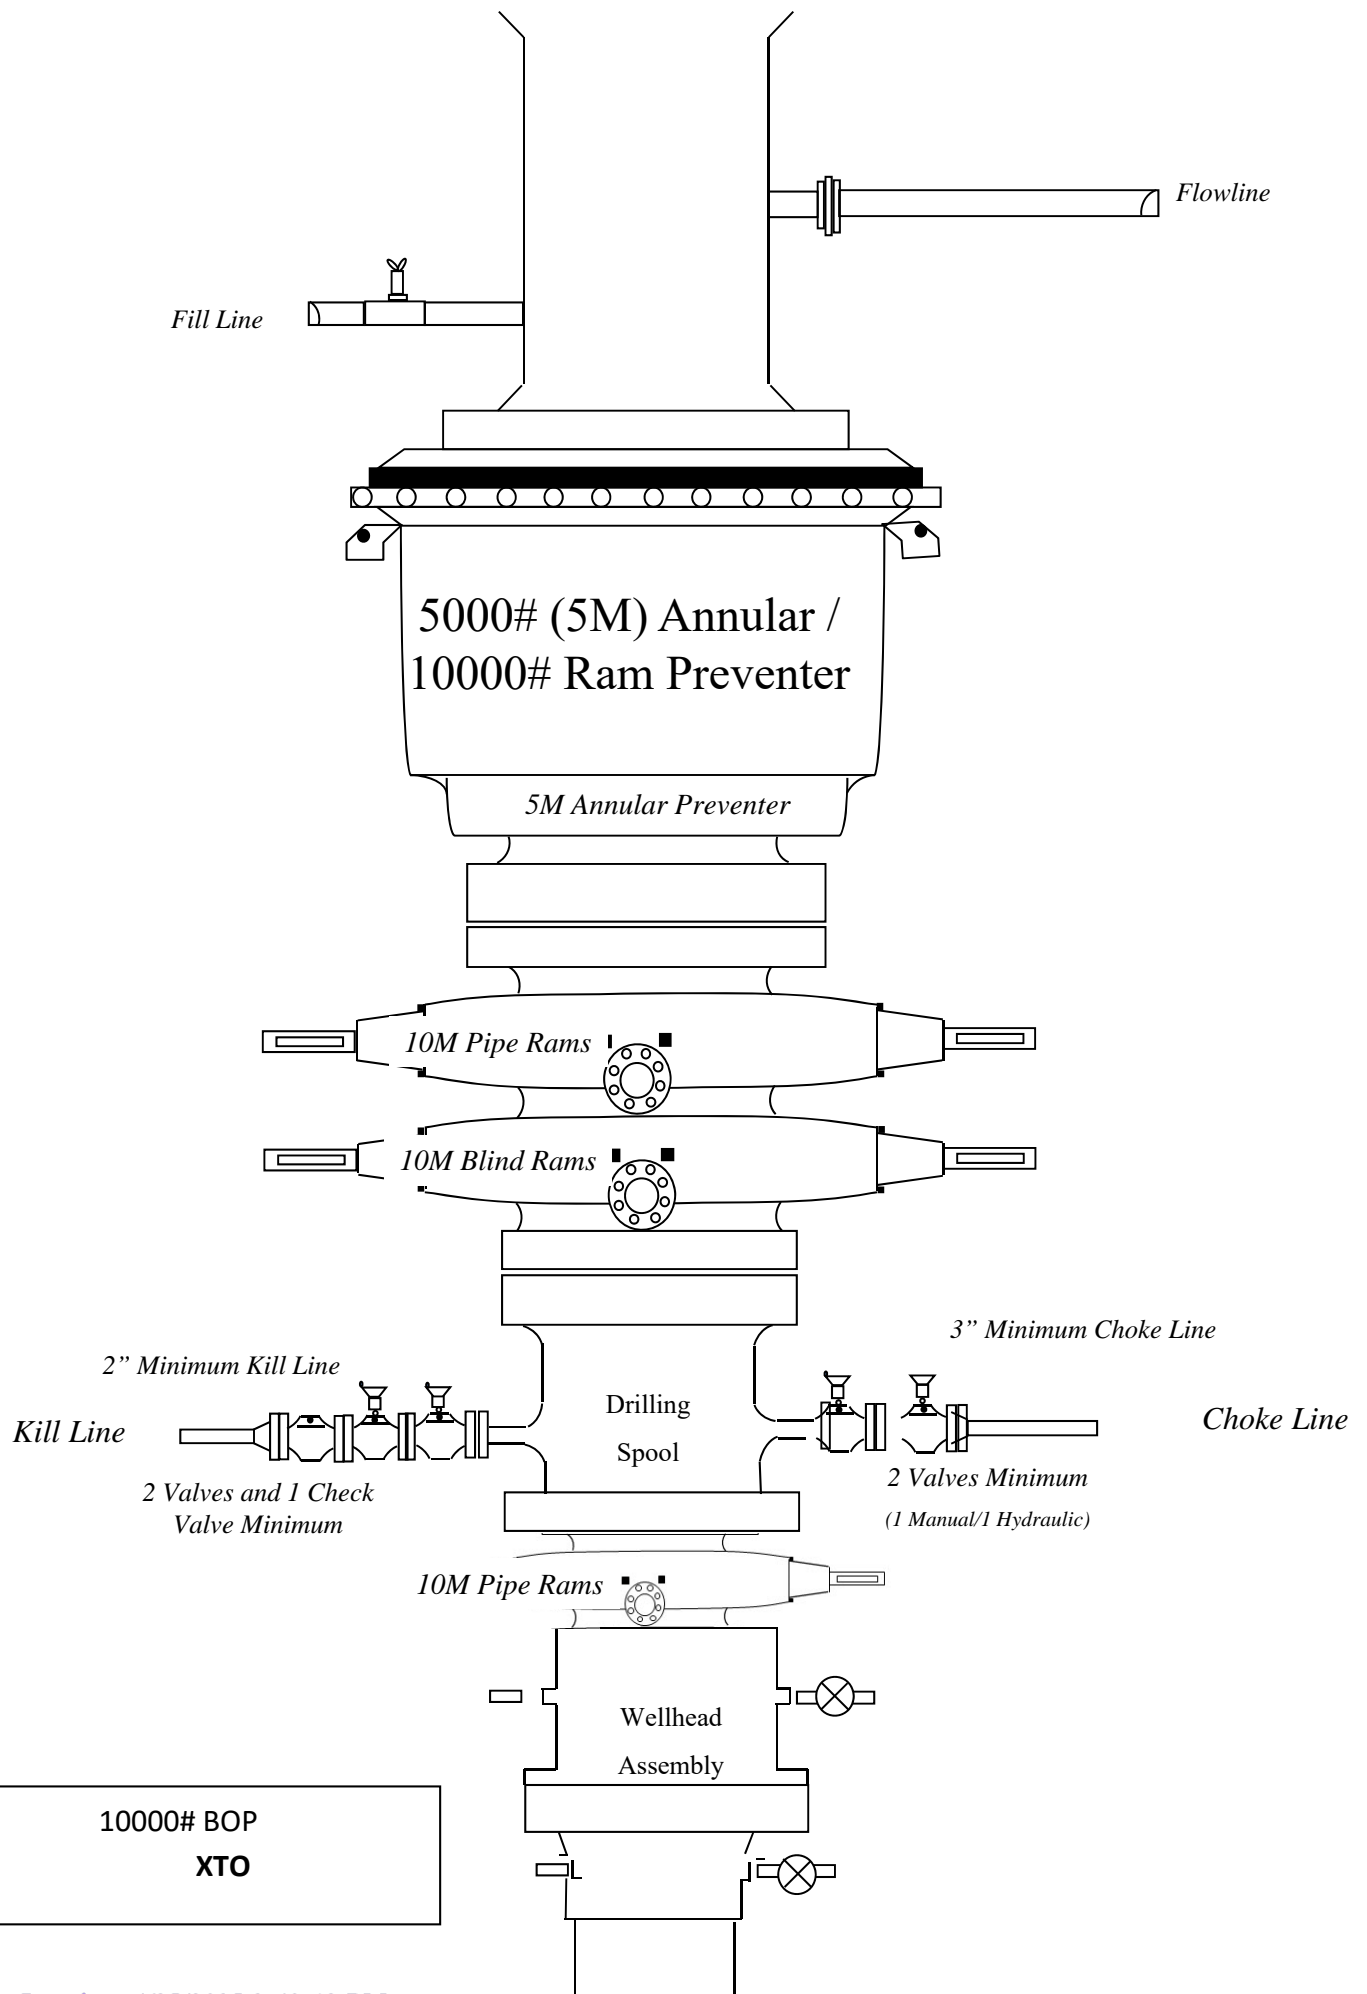 Flowline
Fill Line
5000# (5M) Annular /
10000# Ram Preventer
5M Annular Preventer
10M Pipe Rams
10M Blind Rams
3” Minimum Choke Line
2” Minimum Kill Line
Drilling
Spool
Kill Line
Choke Line
2 Valves and 1 Check
Valve Minimum
2 Valves Minimum
(1 Manual/1 Hydraulic)
10M Pipe Rams
Wellhead
Assembly
10000# BOP
XTO